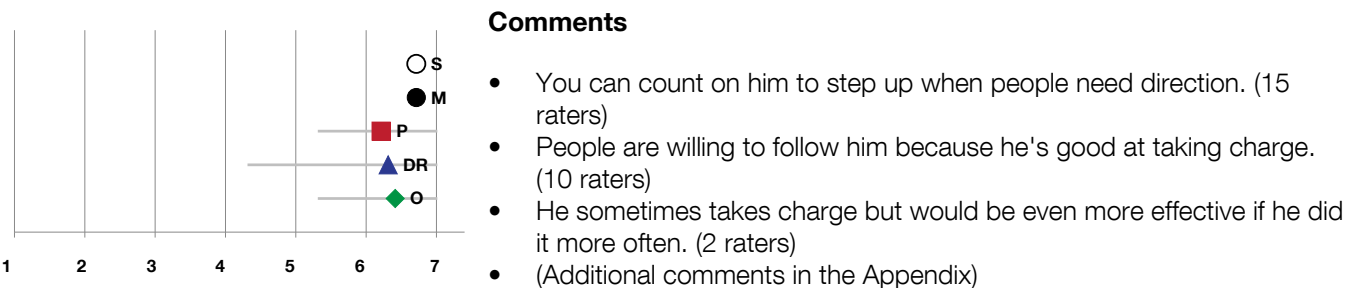 S
M
P
DR
O
1 2 3 4 5 6 7
Comments
• You can count on him to step up when people need direction. (15
raters)
• People are willing to follow him because he's good at taking charge.
(10 raters)
• He sometimes takes charge but would be even more effective if he did
it more often. (2 raters)
• (Additional comments in the Appendix)